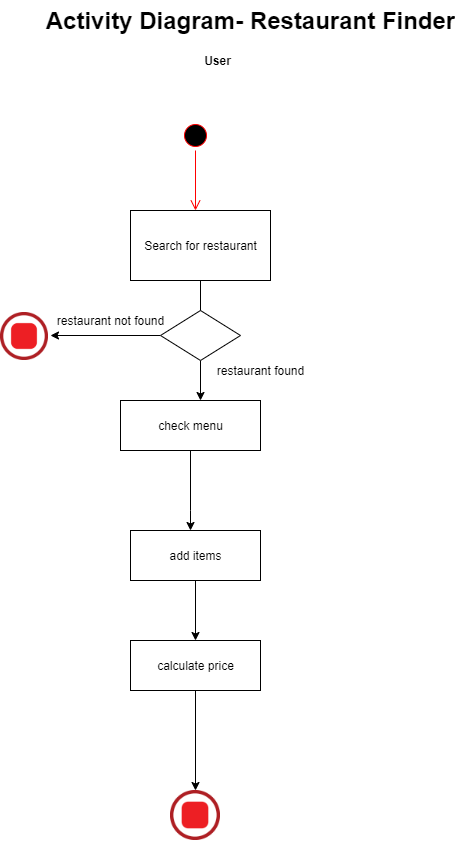 Activity Diagram- Restaurant Finder
User
Search for restaurant
restaurant not found
restaurant found
check menu
add items
calculate price